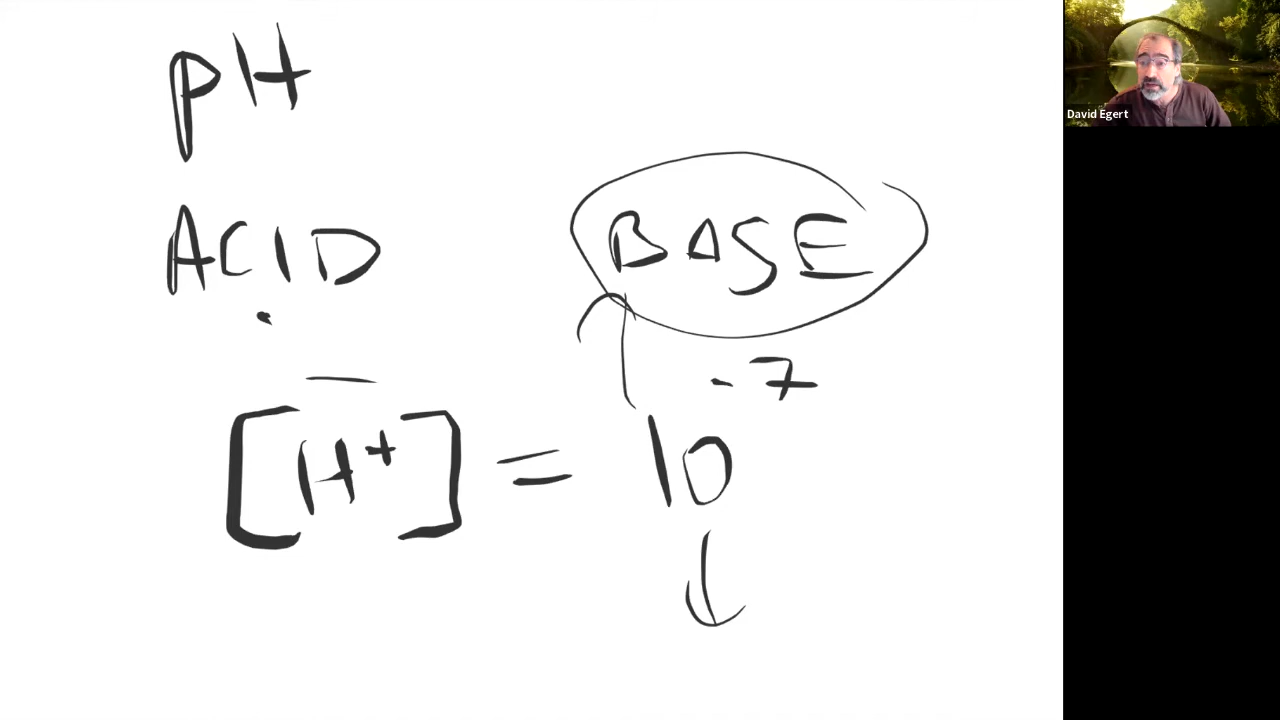 pH
David Egert
ACID BASE
[H+] = 10-7